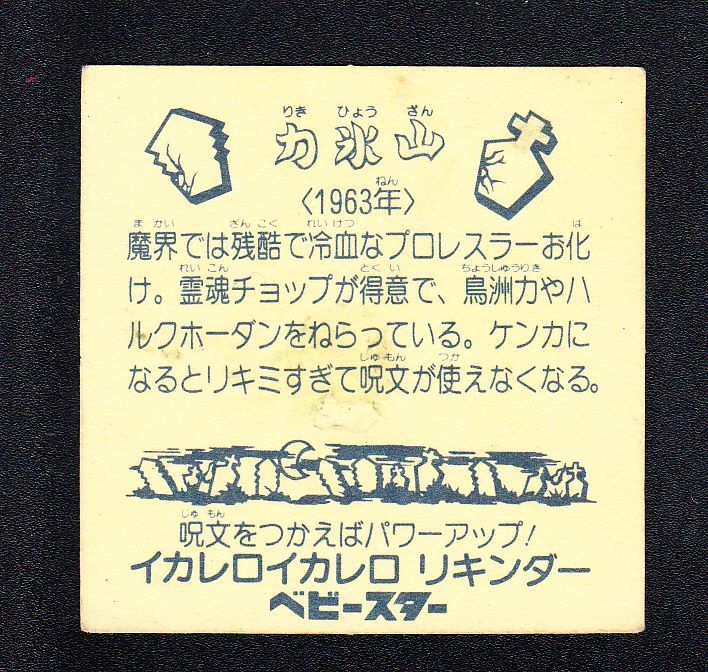 りき ひょう ざん
力氷山
〈1963年〉
ねん
まかい ざんこく れいけつ ば
魔界では残酷で冷血なプロレスラーお化
れいこん とくい ちょうしゅうりき
け。霊魂チョップが得意で、鳥洲力やハ
ルクホーダンをねらっている。ケンカに
じゅもん つか
なるとリキミすぎて呪文が使えなくなる。
じゅもん
呪文をつかえばパワーアップ!
イカレロイカレロ リキンダー
ベビースター